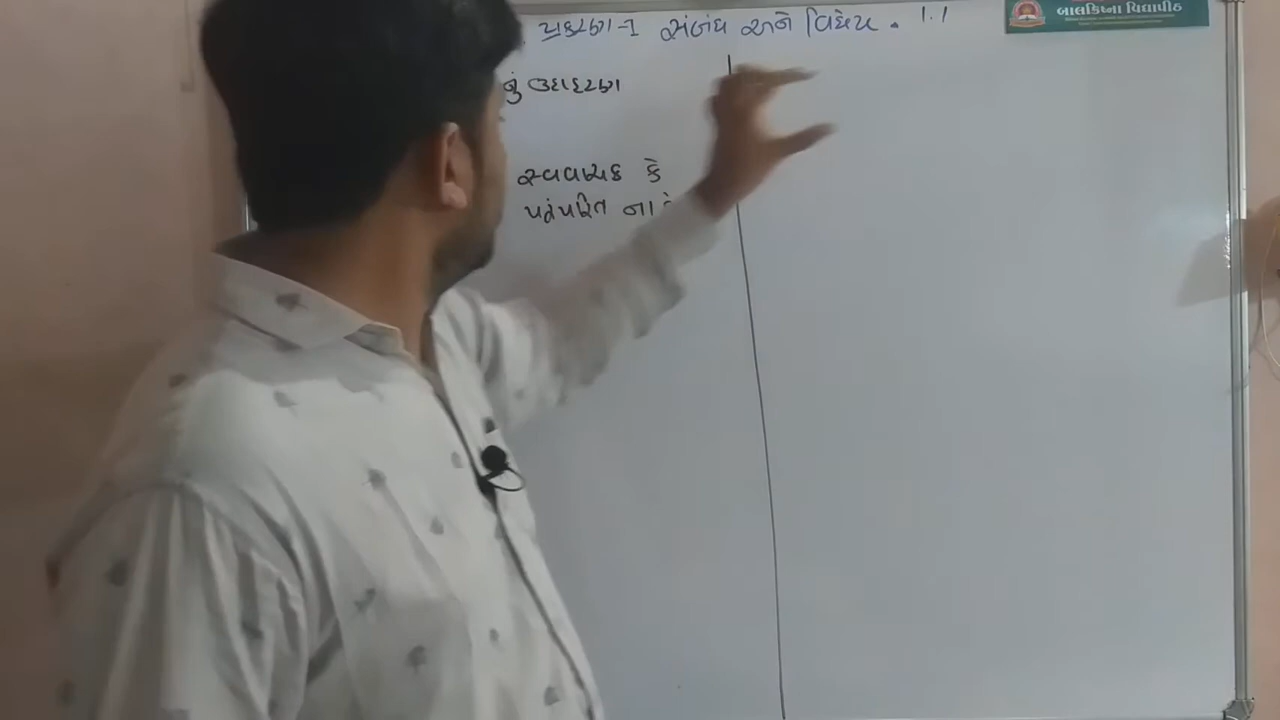 પ્રકરણ-1 સંબંધ અને વિધેય. 1.1
બાલકિષ્ના વિદ્યાપીઠ
નું ઉદાહરણ
સ્વવાચક કે
પરંપરિત ના